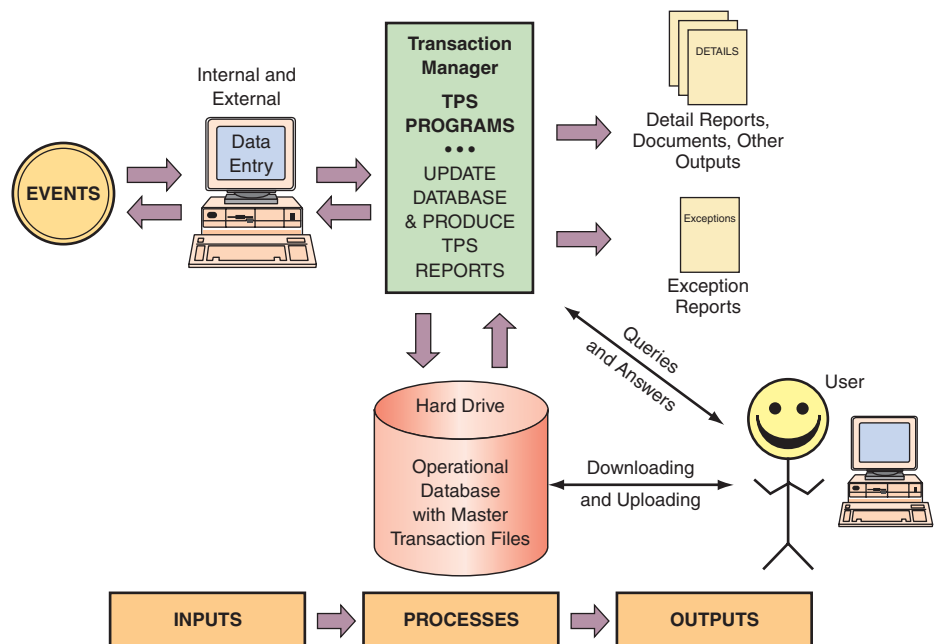 Internal and
External
Data
Entry
EVENTS
Transaction
Manager
TPS
PROGRAMS
•••
UPDATE
DATABASE
& PRODUCE
TPS
REPORTS
DETAILS
Detail Reports,
Documents, Other
Outputs
Exceptions
Exception
Reports
Queries
and Answers
User
Hard Drive
Operational
Database
with Master
Transaction Files
Downloading
and Uploading
INPUTS
PROCESSES
OUTPUTS